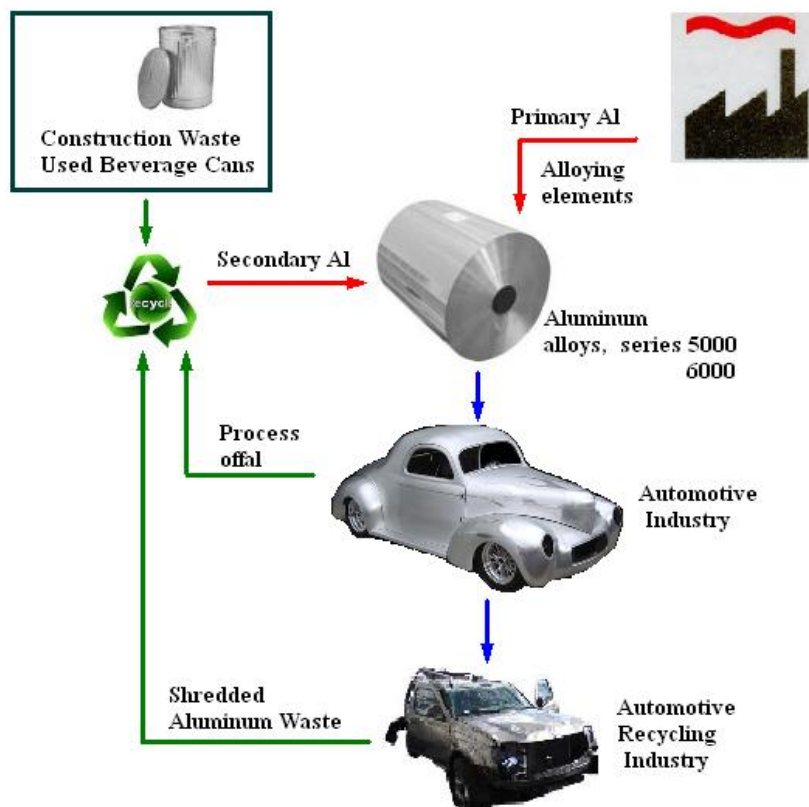 Construction Waste
Used Beverage Cans
Primary Al
Alloying
elements
Secondary Al
Recycle
Aluminum
alloys, series 5000
6000
Process
offal
Automotive
Industry
Shredded
Aluminum Waste
Automotive
Recycling
Industry